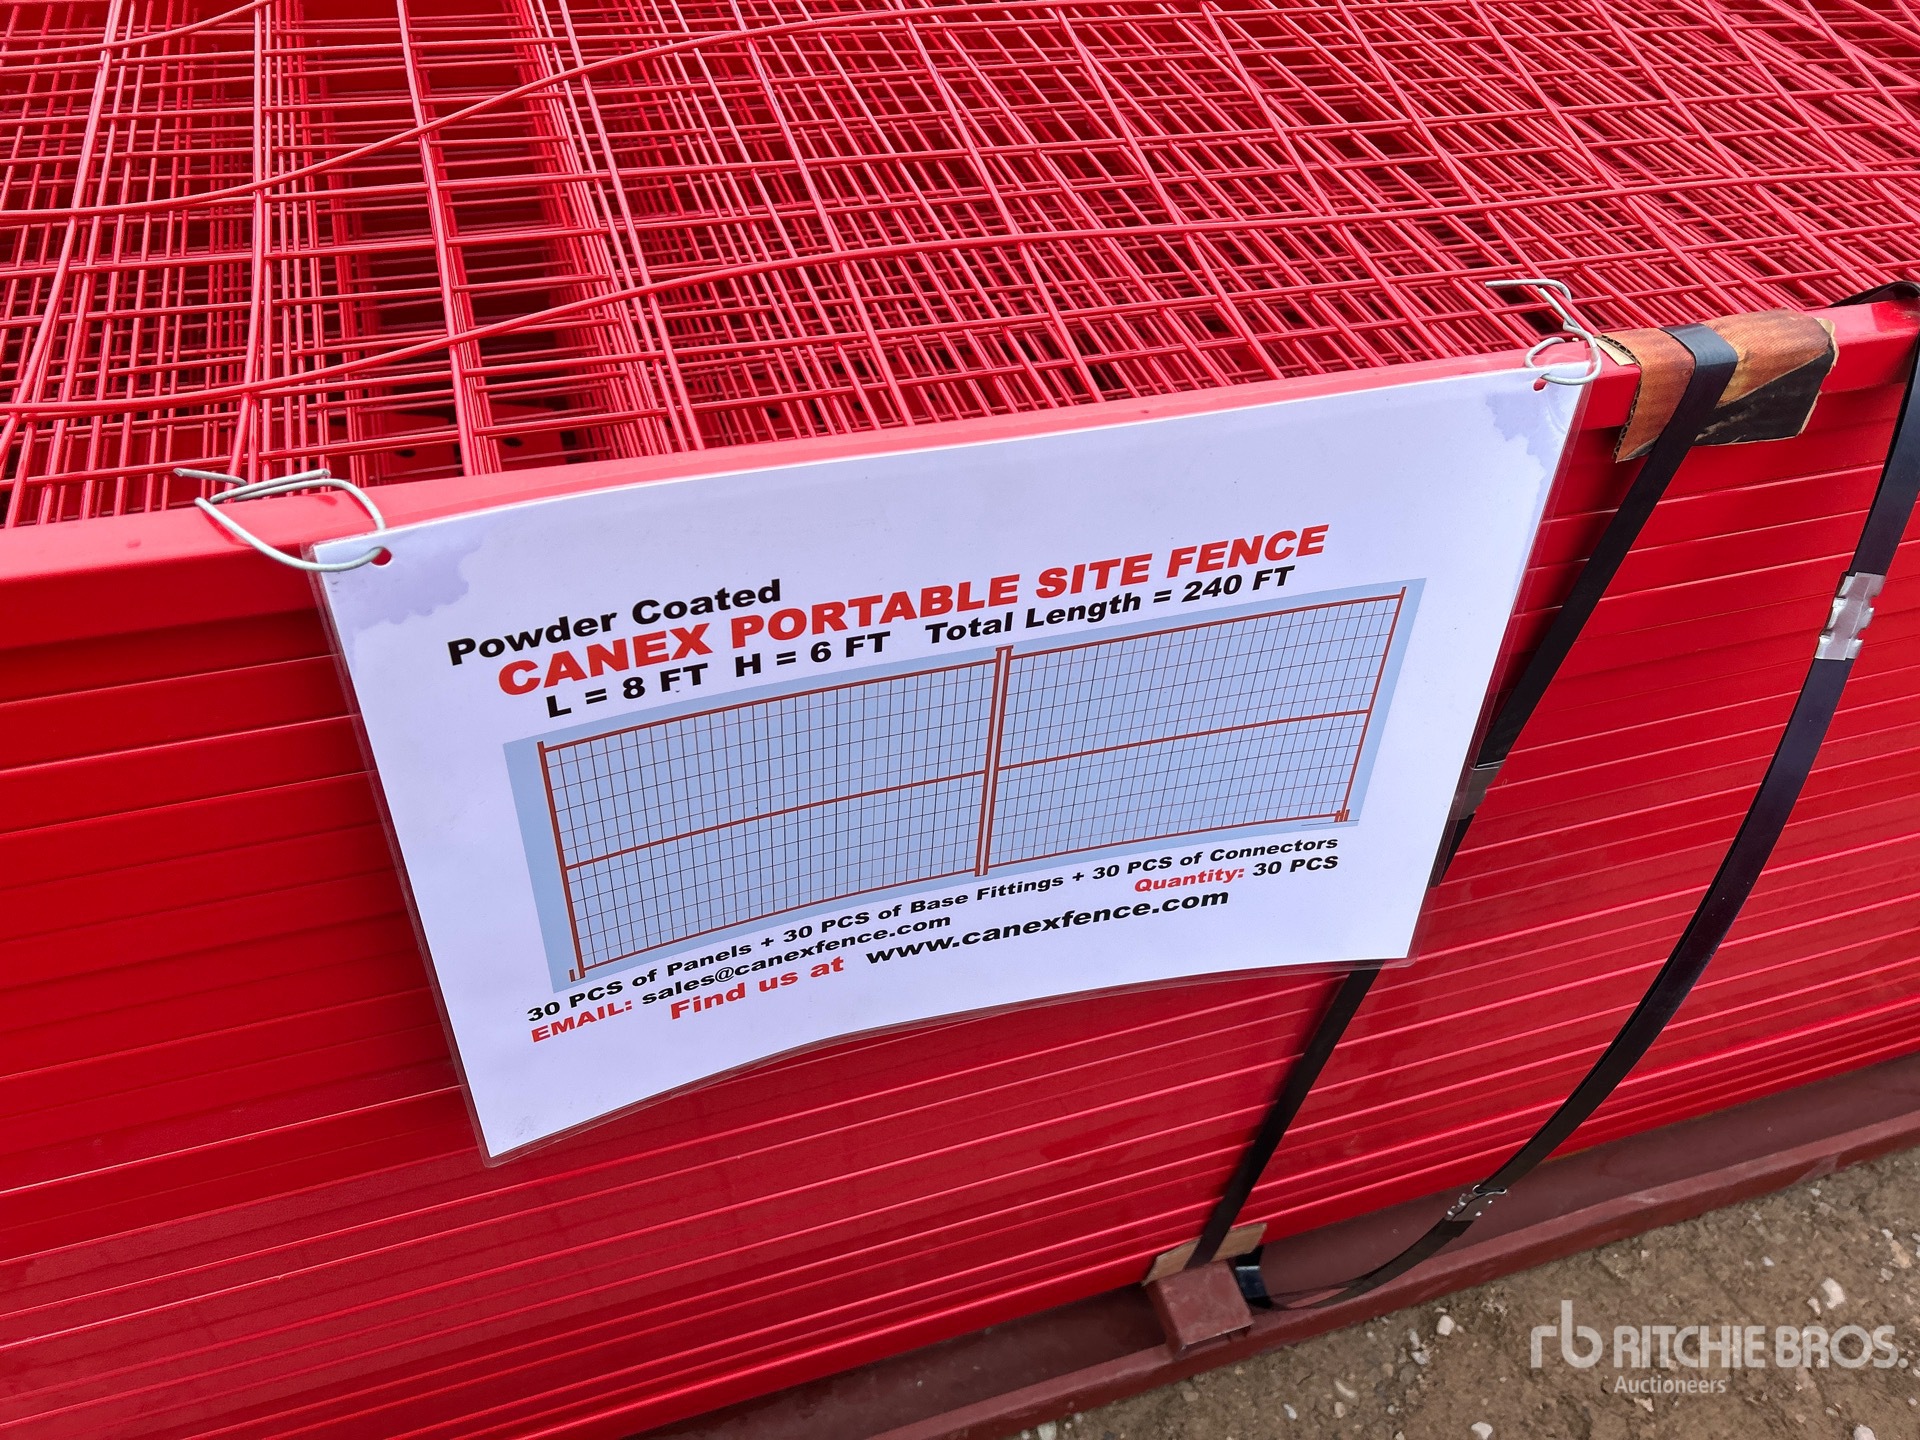 Powder Coated
CANEX PORTABLE SITE FENCE
L = 8 FT H = 6 FT Total Length = 240 FT
30 PCS of Panels + 30 PCS of Base Fittings + 30 PCS of Connectors
EMAIL: sales@canexfence.com Quantity: 30 PCS
Find us at www.canexfence.com
rb RITCHIE BROS.
Auctioneers